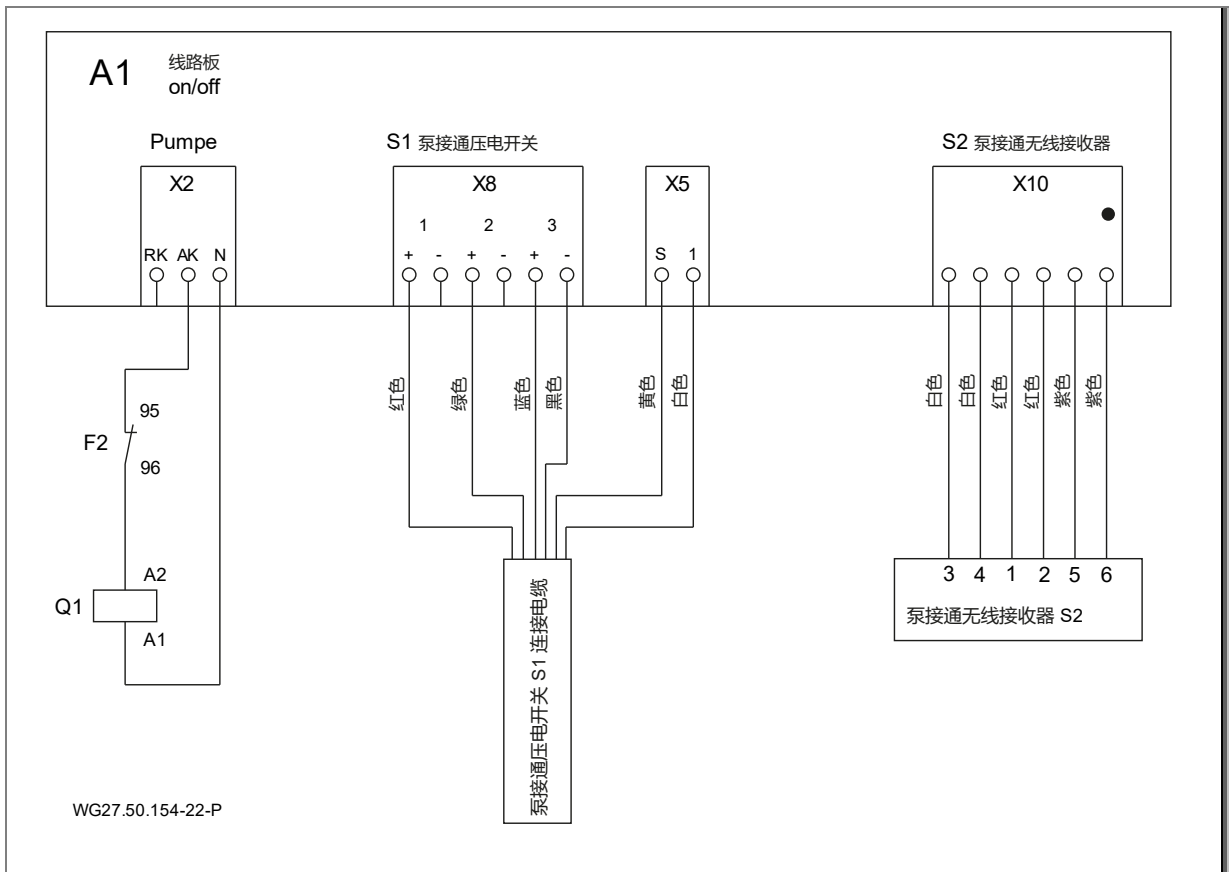 A1 线路板
on/off
Pumpe
S1 泵接通压电开关
S2 泵接通无线接收器
X2
X8
X5
X10
1 2 3
RK AK N
+ - + - + -
S 1
红色
绿色
蓝色
黑色
黄色
白色
白色
白色
红色
红色
紫色
紫色
95
F2
96
A2
Q1
A1
泵接通压电开关 S1 连接电缆
3 4 1 2 5 6
泵接通无线接收器 S2
WG27.50.154-22-P